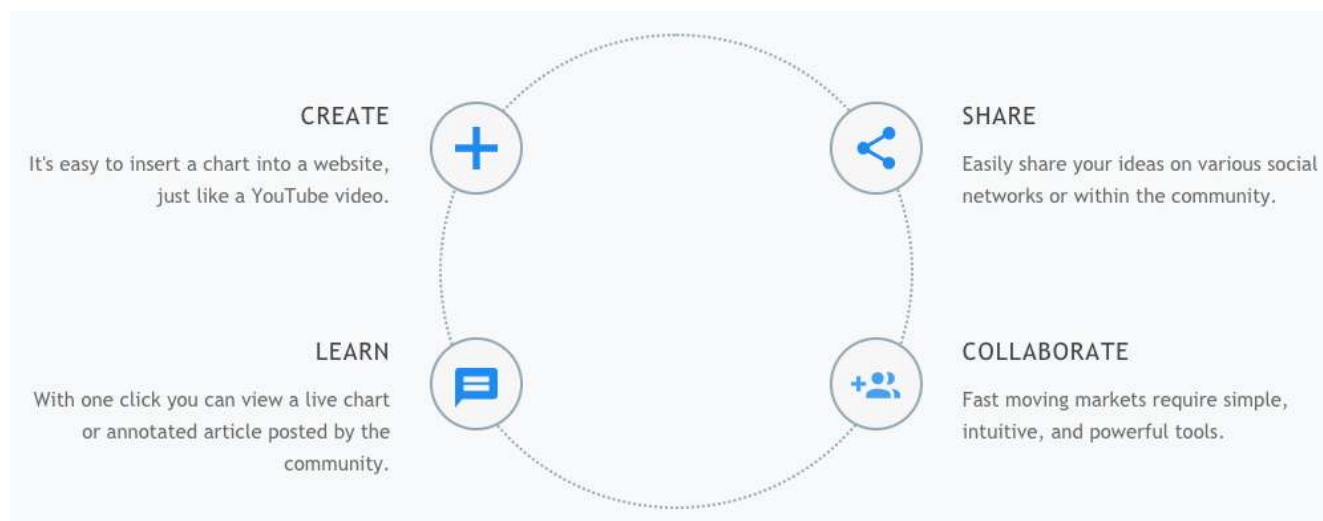 CREATE
It's easy to insert a chart into a website,
just like a YouTube video.
SHARE
Easily share your ideas on various social
networks or within the community.
LEARN
With one click you can view a live chart
or annotated article posted by the
community.
COLLABORATE
Fast moving markets require simple,
intuitive, and powerful tools.